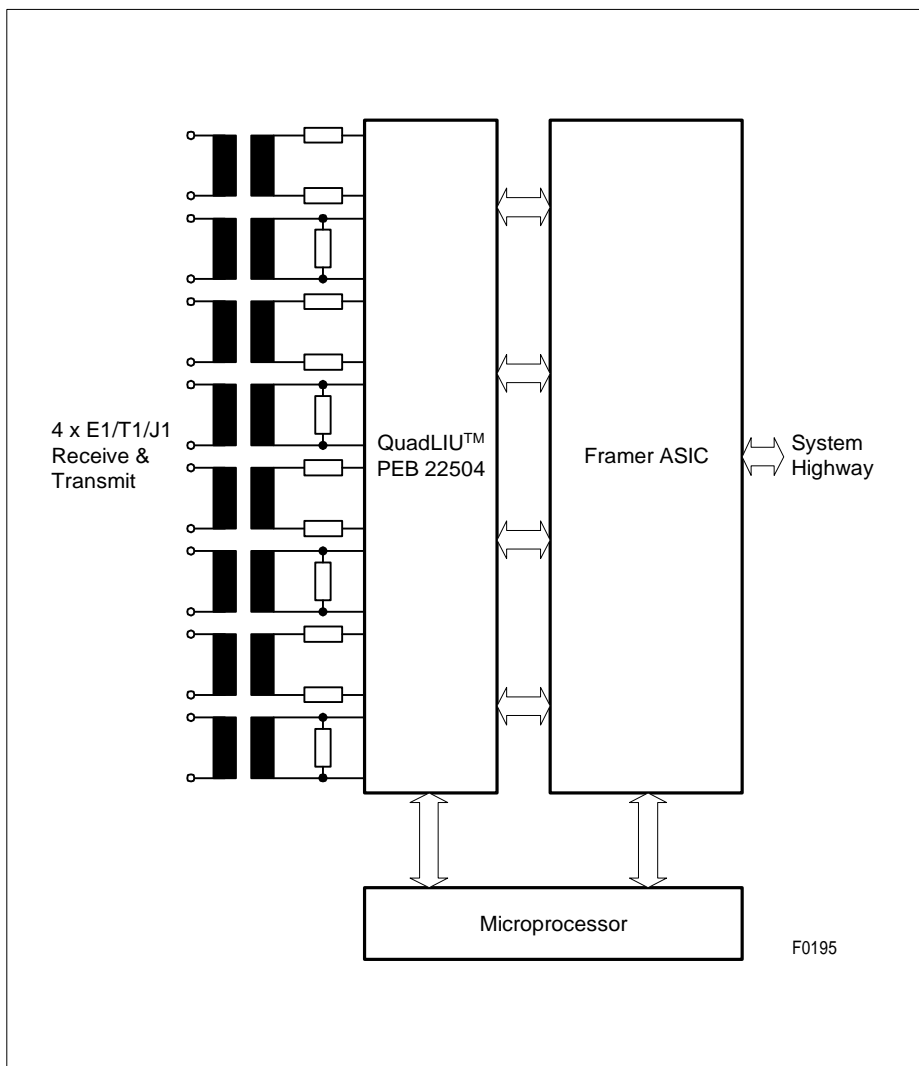 4 x E1/T1/J1
Receive &
Transmit
QuadLIU™
PEB 22504
Framer ASIC
System
Highway
Microprocessor
F0195